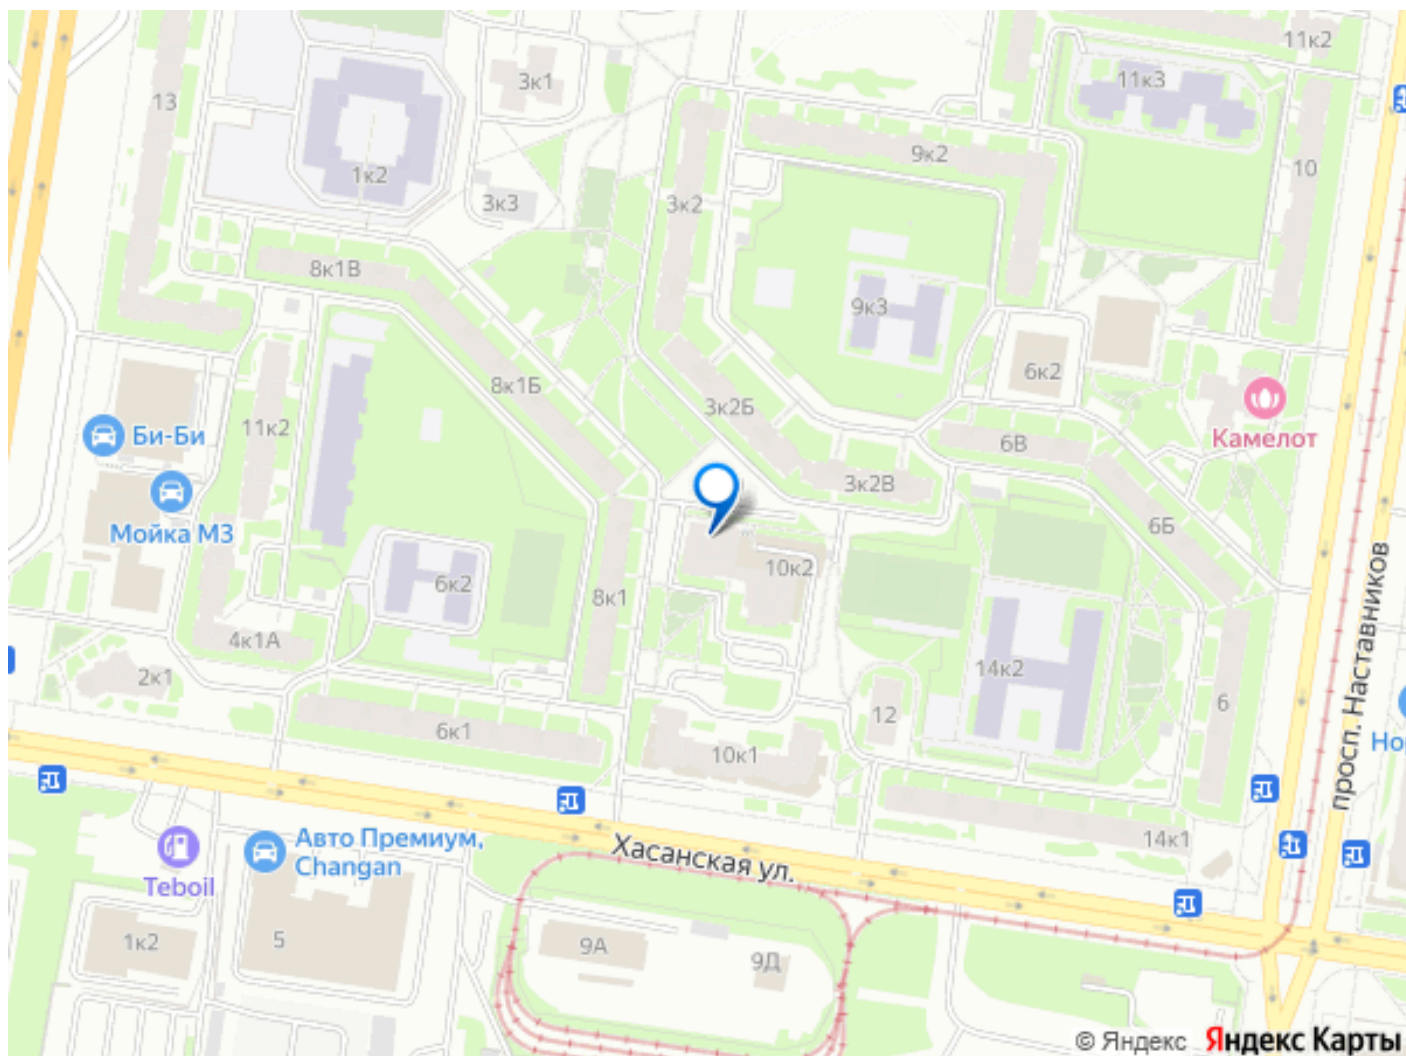 11к2
3к1
11к3
13
9к2
10
1к2
3к3
3к2
8к1В
9к3
6к2
8к1Б
3к2Б
Камелот
11к2
Би-Би
6В
3к2В
Мойка М3
6Б
10к2
6к2
8к1
4к1А
2к1
14к2
6
12
просп. Наставников
6к1
10к1
Но
14к1
Авто Премиум,
Changan
Хасанская ул.
Teboil
1к2
5
9А
9Д
© Яндекс Яндекс Карты